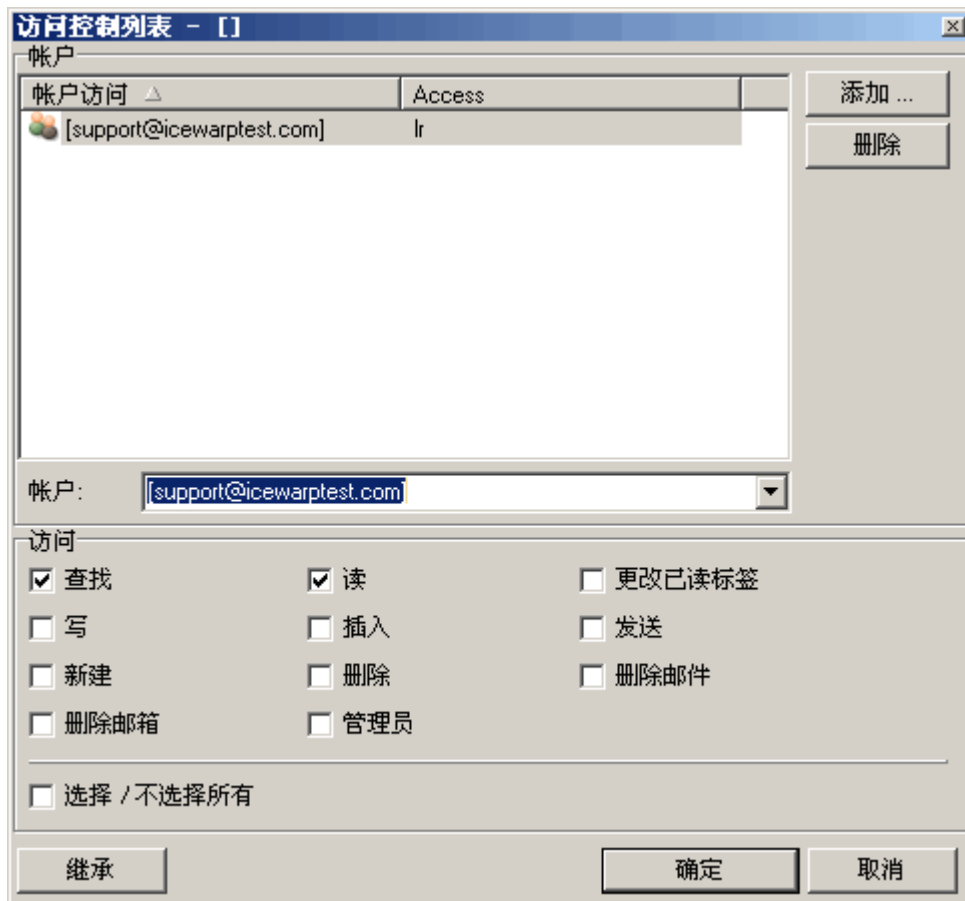 访问控制列表 - []
帐户
帐户访问 Access
[support@icewarptest.com] lr
添加 ...
删除
帐户: [support@icewarptest.com]
访问
查找 读 更改已读标签
写 插入 发送
新建 删除 删除邮件
删除邮箱 管理员
选择 / 不选择所有
继承 确定 取消